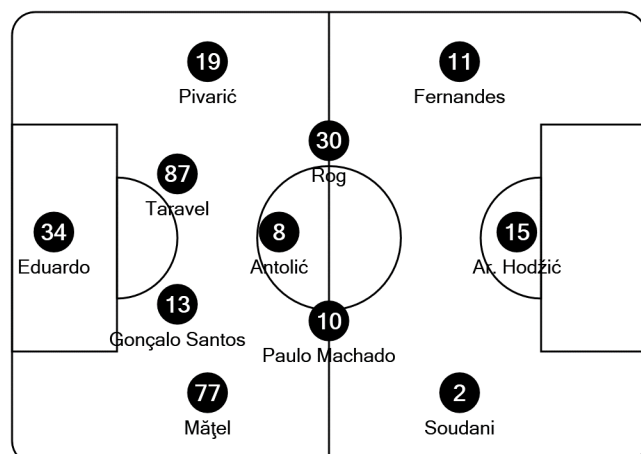 19
Pivarić
11
Fernandes
30
Rog
87
Taravel
34
Eduardo
8
Antolić
15
Ar. Hodžić
13
Gonçalo Santos
10
Paulo Machado
77
Măţel
2
Soudani